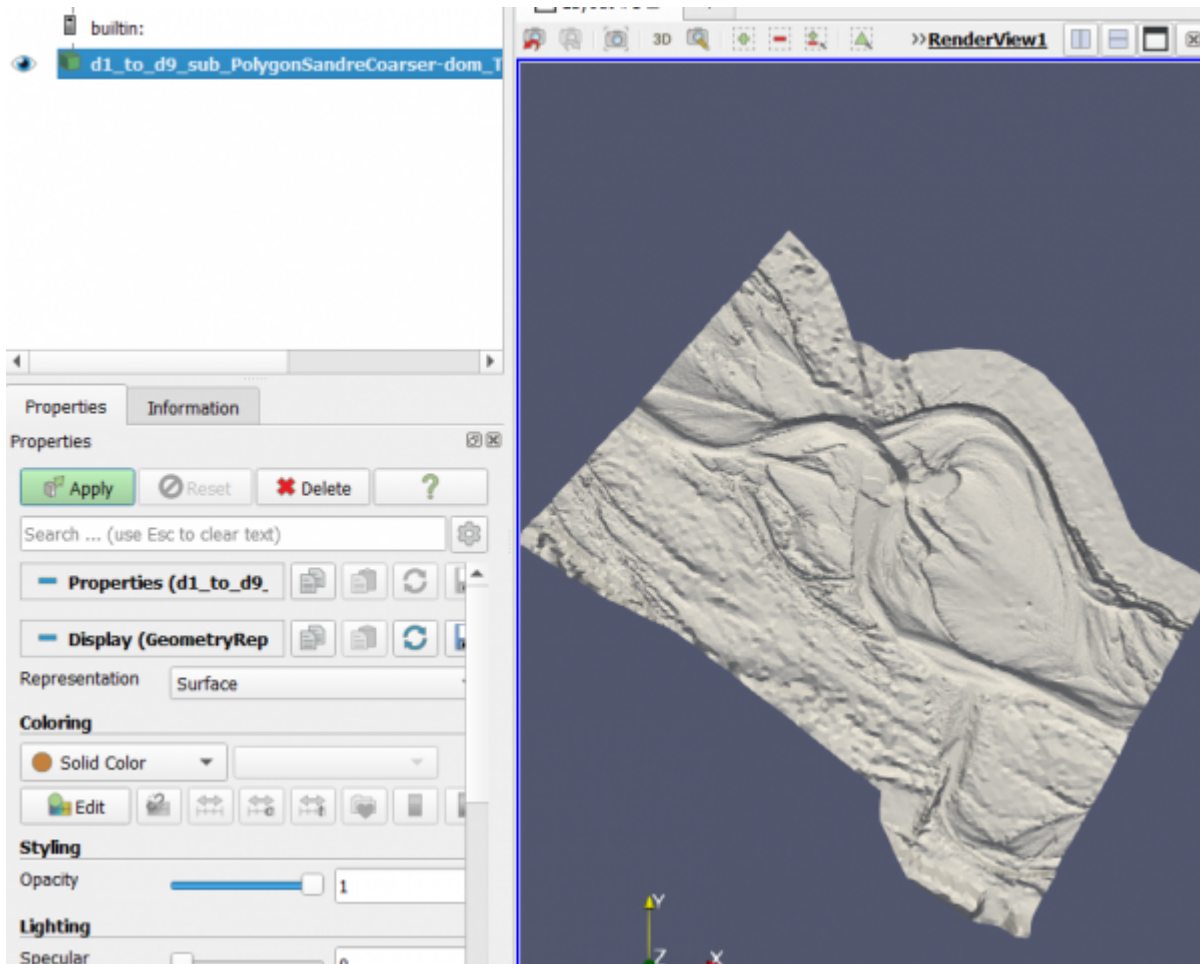 builtin:
d1_to_d9_sub_PolygonSandreCoarser-dom_T
3D
»RenderView1
Properties
Information
Properties
Apply
Reset
Delete
?
Search ... (use Esc to clear text)
Properties (d1_to_d9_
Display (GeometryRep
Representation
Surface
Coloring
Solid Color
Edit
Styling
Opacity
1
Lighting
Specular
0
Y
Z
X